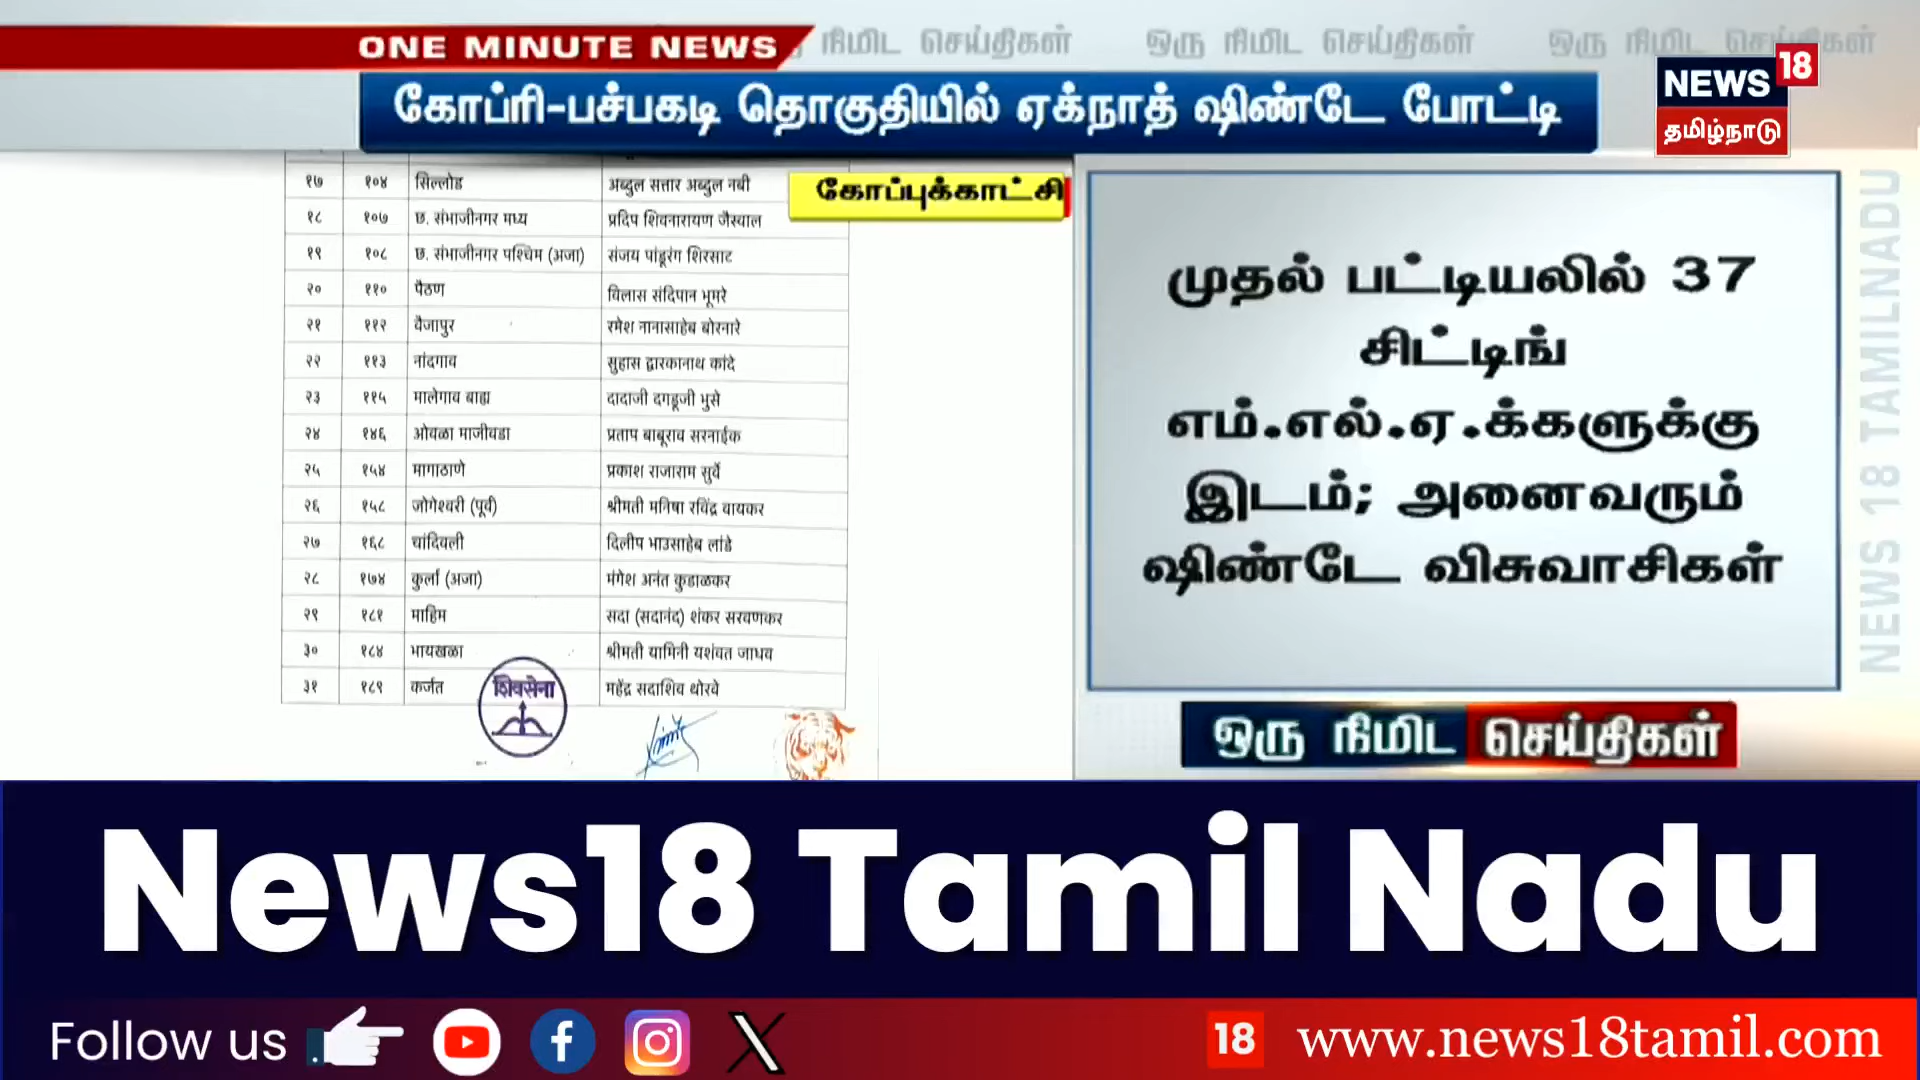 ONE MINUTE NEWS
நிமிட செய்திகள் ஒரு நிமிட செய்திகள் ஒரு நிமிட செய்திகள்
கோப்ரி-பச்பகடி தொகுதியில் ஏக்நாத் ஷிண்டே போட்டி
NEWS 18
தமிழ்நாடு
கோப்புக்காட்சி
१७ १०४ सिल्लोड अब्दुल सत्तार अब्दुल नबी
१८ १०७ छ. संभाजीनगर मध्य प्रदिप शिवनारायण जैस्वाल
१९ १०८ छ. संभाजीनगर पश्चिम (अजा) संजय पांडूरंग शिरसाट
२० ११० पैठण विलास संदिपान भूमरे
२१ ११२ वैजापुर रमेश नानासाहेब बोरनारे
२२ ११३ नांदगाव सुहास द्वारकानाथ कांदे
२३ ११५ मालेगाव बाह्य दादाजी दगडूजी भुसे
२४ १४६ ओवळा माजीवडा प्रताप बाबूराव सरनाईक
२५ १५४ मागाठाणे प्रकाश राजाराम सुर्वे
२६ १५८ जोगेश्वरी (पूर्व) श्रीमती मनिषा रविंद्र वायकर
२७ १६८ चांदिवली दिलीप भाउसाहेब लांडे
२८ १७४ कुर्ला (अजा) मंगेश अनंत कुडाळकर
२९ १८१ माहिम सदा (सदानंद) शंकर सरवणकर
३० १८४ भायखळा श्रीमती यामिनी यशवंत जाधव
३१ १८९ कर्जत महेंद्र सदाशिव थोरवे
शिवसेना
முதல் பட்டியலில் 37
சிட்டிங்
எம்.எல்.ஏ.க்களுக்கு
இடம்; அனைவரும்
ஷிண்டே விசுவாசிகள்
NEWS 18 TAMILNADU
ஒரு நிமிட செய்திகள்
News18 Tamil Nadu
Follow us
18 www.news18tamil.com